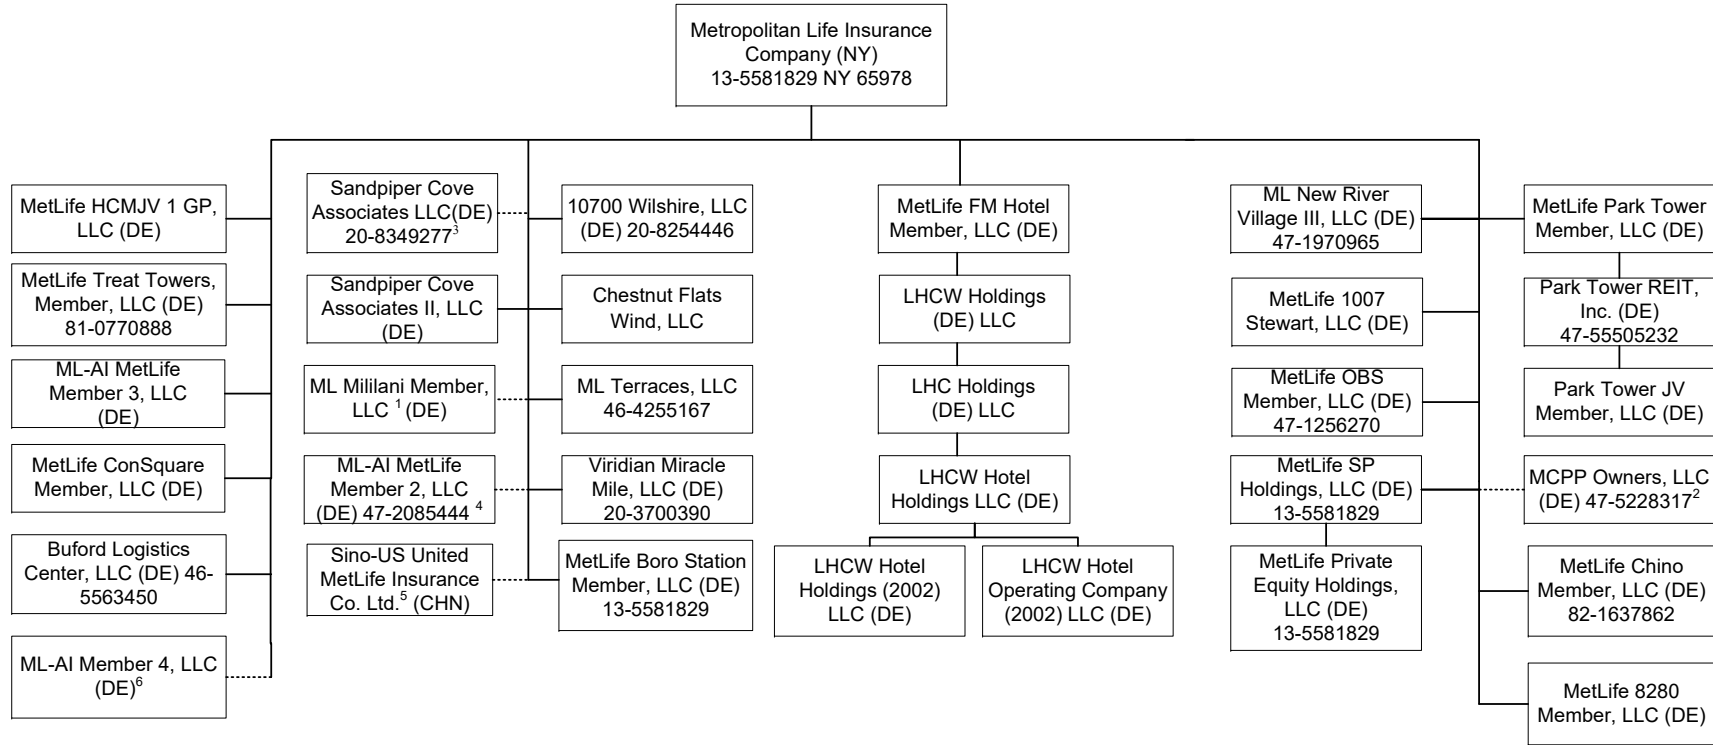 Metropolitan Life Insurance
Company (NY)
13-5581829 NY 65978
MetLife HCMJV 1 GP,
LLC (DE)
MetLife Treat Towers,
Member, LLC (DE)
81-0770888
ML-AI MetLife
Member 3, LLC
(DE)
MetLife ConSquare
Member, LLC (DE)
Buford Logistics
Center, LLC (DE) 46-
5563450
ML-AI Member 4, LLC
(DE)6
Sandpiper Cove
Associates LLC(DE)
20-83492773
Sandpiper Cove
Associates II, LLC
(DE)
ML Mililani Member,
LLC 1 (DE)
ML-AI MetLife
Member 2, LLC
(DE) 47-2085444 4
Sino-US United
MetLife Insurance
Co. Ltd.5 (CHN)
10700 Wilshire, LLC
(DE) 20-8254446
Chestnut Flats
Wind, LLC
ML Terraces, LLC
46-4255167
Viridian Miracle
Mile, LLC (DE)
20-3700390
MetLife Boro Station
Member, LLC (DE)
13-5581829
MetLife FM Hotel
Member, LLC (DE)
LHCW Holdings
(DE) LLC
LHC Holdings
(DE) LLC
LHCW Hotel
Holdings LLC (DE)
LHCW Hotel
Holdings (2002)
LLC (DE)
LHCW Hotel
Operating Company
(2002) LLC (DE)
ML New River
Village III, LLC (DE)
47-1970965
MetLife 1007
Stewart, LLC (DE)
MetLife OBS
Member, LLC (DE)
47-1256270
MetLife SP
Holdings, LLC (DE)
13-5581829
MetLife Private
Equity Holdings,
LLC (DE)
13-5581829
MetLife Park Tower
Member, LLC (DE)
Park Tower REIT,
Inc. (DE)
47-55505232
Park Tower JV
Member, LLC (DE)
MCPP Owners, LLC
(DE) 47-52283172
MetLife Chino
Member, LLC (DE)
82-1637862
MetLife 8280
Member, LLC (DE)